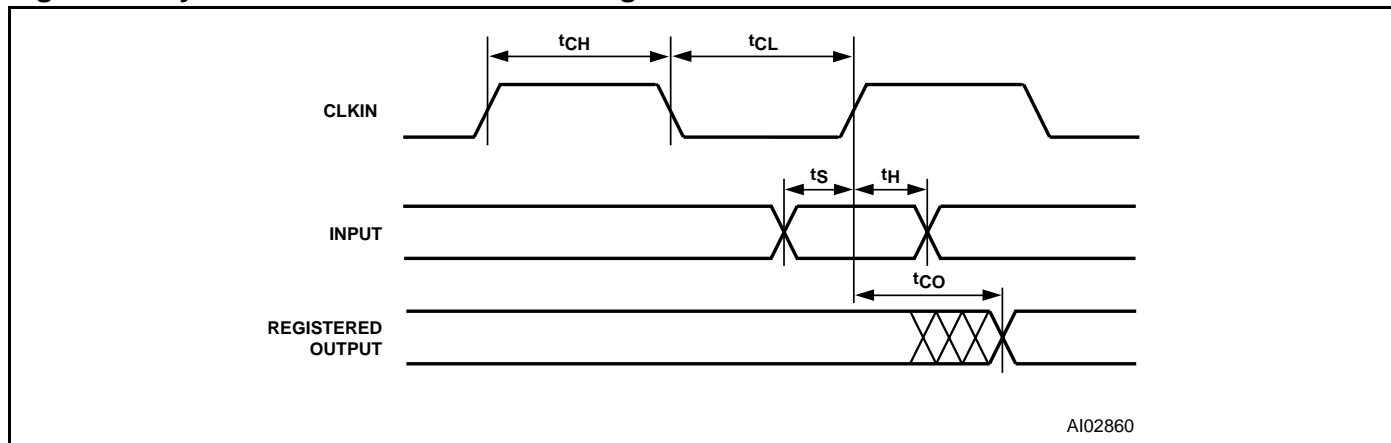 tCH
tCL
CLKIN
tS
tH
INPUT
tCO
REGISTERED
OUTPUT
AI02860